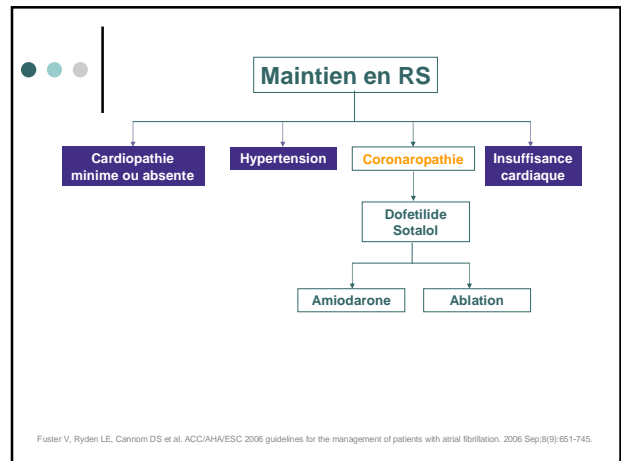 Maintien en RS
Cardiopathie
minime ou absente
Hypertension
Coronaropathie
Insuffisance
cardiaque
Dofetilide
Sotalol
Amiodarone
Ablation
Fuster V, Ryden LE, Cannom DS et al. ACC/AHA/ESC 2006 guidelines for the management of patients with atrial fibrillation. 2006 Sep;8(9):651-745.